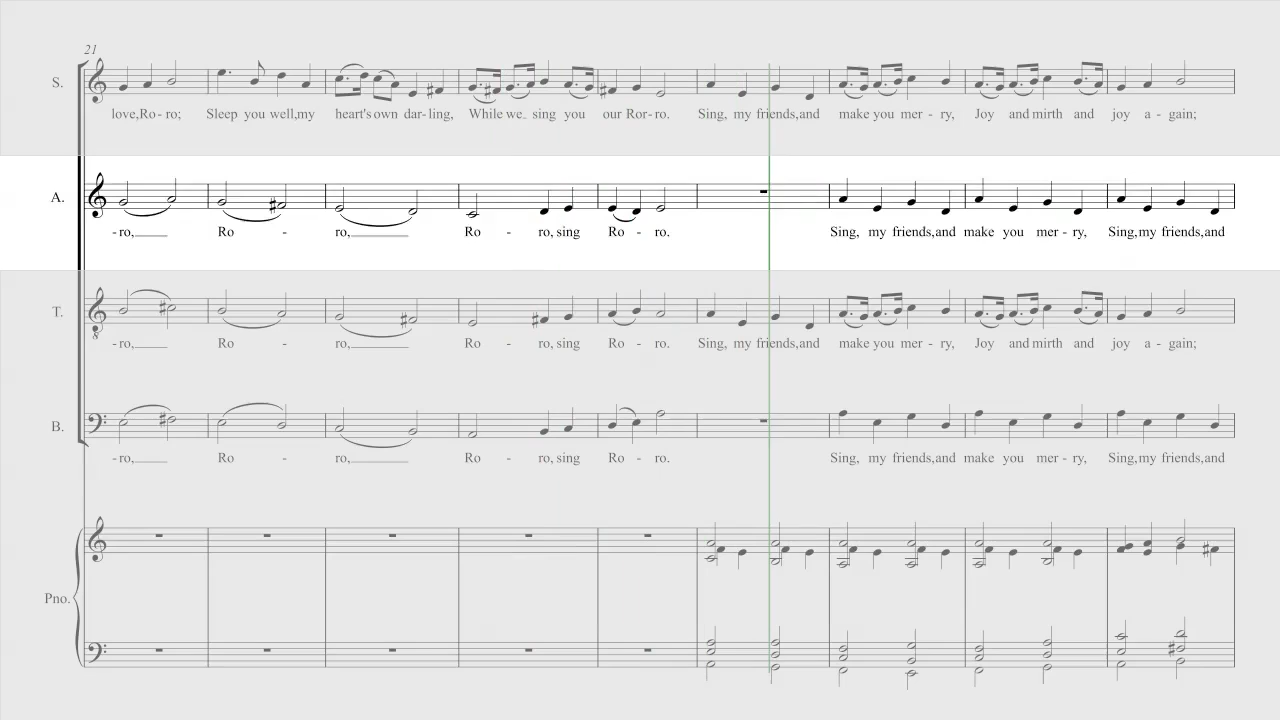 21
S.
love, Ro - ro; Sleep you well, my heart's own dar - ling, While we sing you our Ror - ro. Sing, my friends, and make you mer - ry, Joy and mirth and joy a - gain;
A.
- ro, Ro - ro, Ro - ro, sing Ro - ro. Sing, my friends, and make you mer - ry, Sing, my friends, and
T.
- ro, Ro - ro, Ro - ro, sing Ro - ro. Sing, my friends, and make you mer - ry, Joy and mirth and joy a - gain;
B.
- ro, Ro - ro, Ro - ro, sing Ro - ro. Sing, my friends, and make you mer - ry, Sing, my friends, and
Pno.